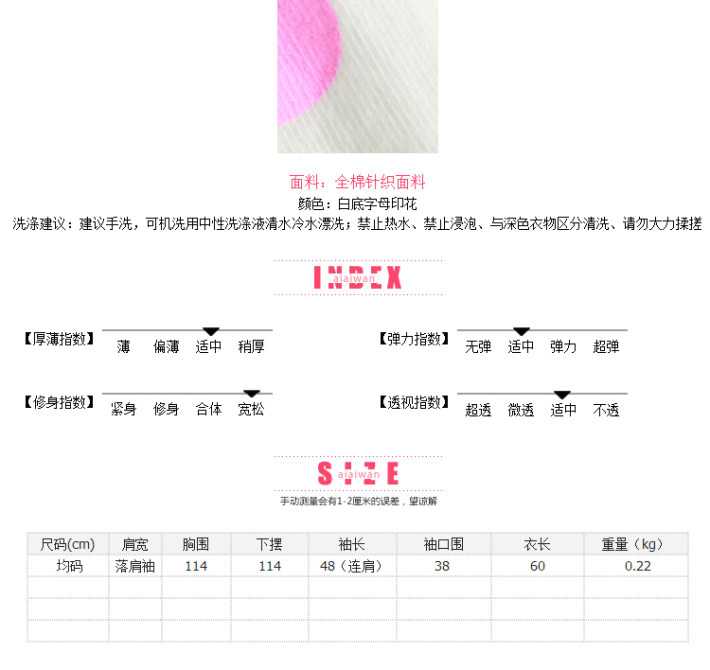 面料：全棉针织面料
颜色：白底字母印花
洗涤建议：建议手洗，可机洗用中性洗涤液清水冷水漂洗；禁止热水、禁止浸泡、与深色衣物区分清洗、请勿大力揉搓
INDEX
aiaiwan
【厚薄指数】 薄 偏薄 适中 稍厚 【弹力指数】 无弹 适中 弹力 超弹
【修身指数】 紧身 修身 合体 宽松 【透视指数】 超透 微透 适中 不透
SIZE
aiaiwan
手动测量会有1-2厘米的误差，望谅解
尺码(cm) 肩宽 胸围 下摆 袖长 袖口围 衣长 重量（kg）
均码 落肩袖 114 114 48（连肩） 38 60 0.22